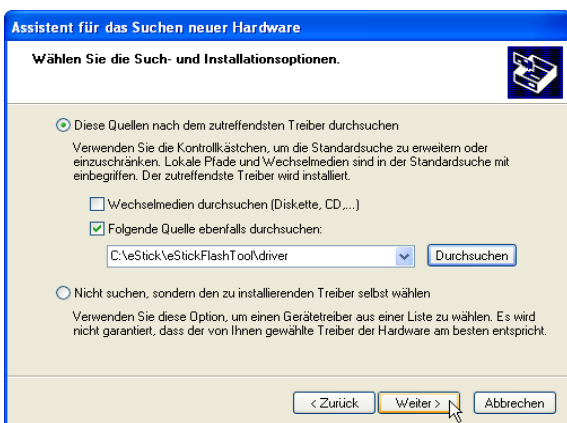 Assistent für das Suchen neuer Hardware
Wählen Sie die Such- und Installationsoptionen.
Diese Quellen nach dem zutreffendsten Treiber durchsuchen
Verwenden Sie die Kontrollkästchen, um die Standardsuche zu erweitern oder
einzuschränken. Lokale Pfade und Wechselmedien sind in der Standardsuche mit
einbegriffen. Der zutreffendste Treiber wird installiert.
Wechselmedien durchsuchen (Diskette, CD,...)
Folgende Quelle ebenfalls durchsuchen:
C:\eStick\eStickFlashTool\driver
Durchsuchen
Nicht suchen, sondern den zu installierenden Treiber selbst wählen
Verwenden Sie diese Option, um einen Gerätetreiber aus einer Liste zu wählen. Es wird
nicht garantiert, dass der von Ihnen gewählte Treiber der Hardware am besten entspricht.
< Zurück Weiter > Abbrechen